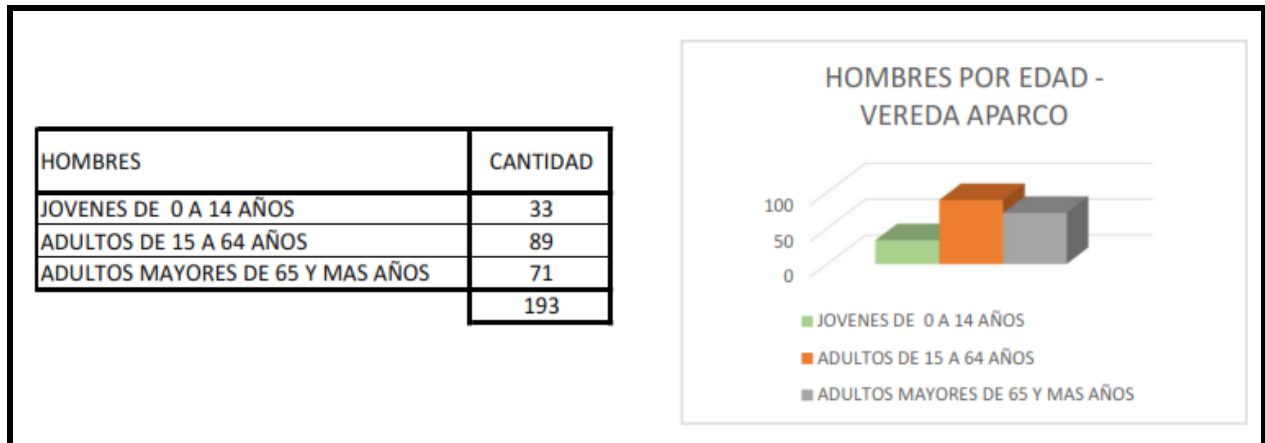 HOMBRES CANTIDAD
JOVENES DE 0 A 14 AÑOS 33
ADULTOS DE 15 A 64 AÑOS 89
ADULTOS MAYORES DE 65 Y MAS AÑOS 71
193
HOMBRES POR EDAD -
VEREDA APARCO
100
50
0
JOVENES DE 0 A 14 AÑOS
ADULTOS DE 15 A 64 AÑOS
ADULTOS MAYORES DE 65 Y MAS AÑOS